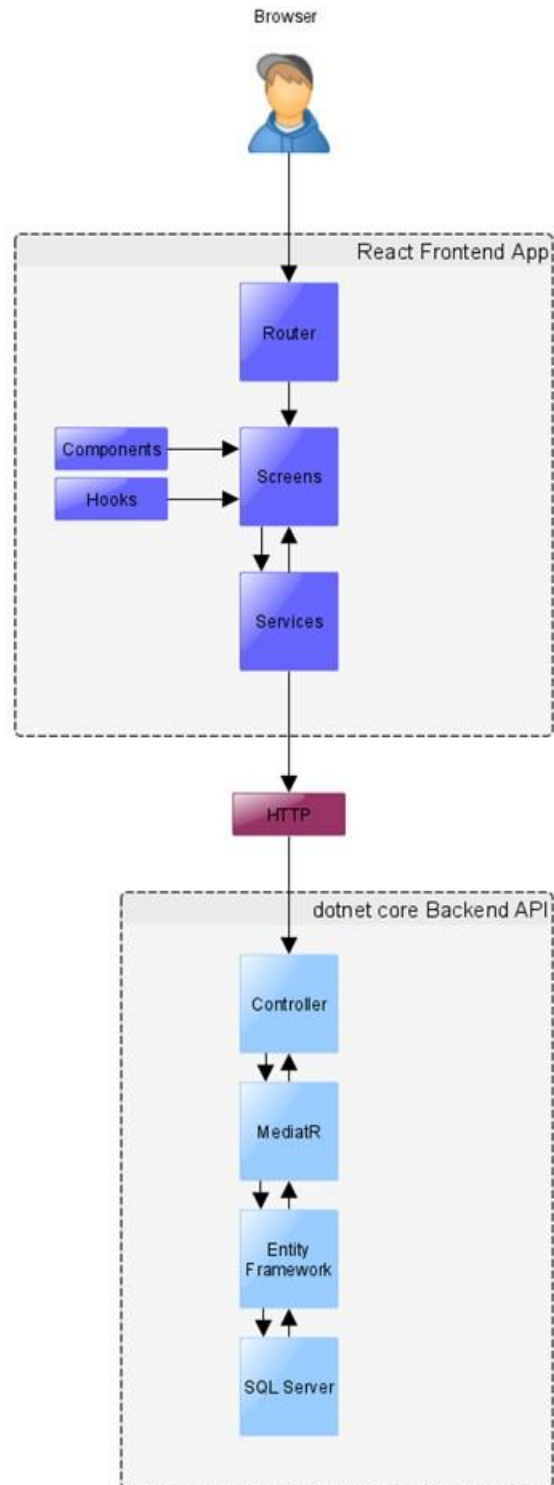 Browser
React Frontend App
Router
Components
Screens
Hooks
Services
HTTP
dotnet core Backend API
Controller
MediatR
Entity
Framework
SQL Server